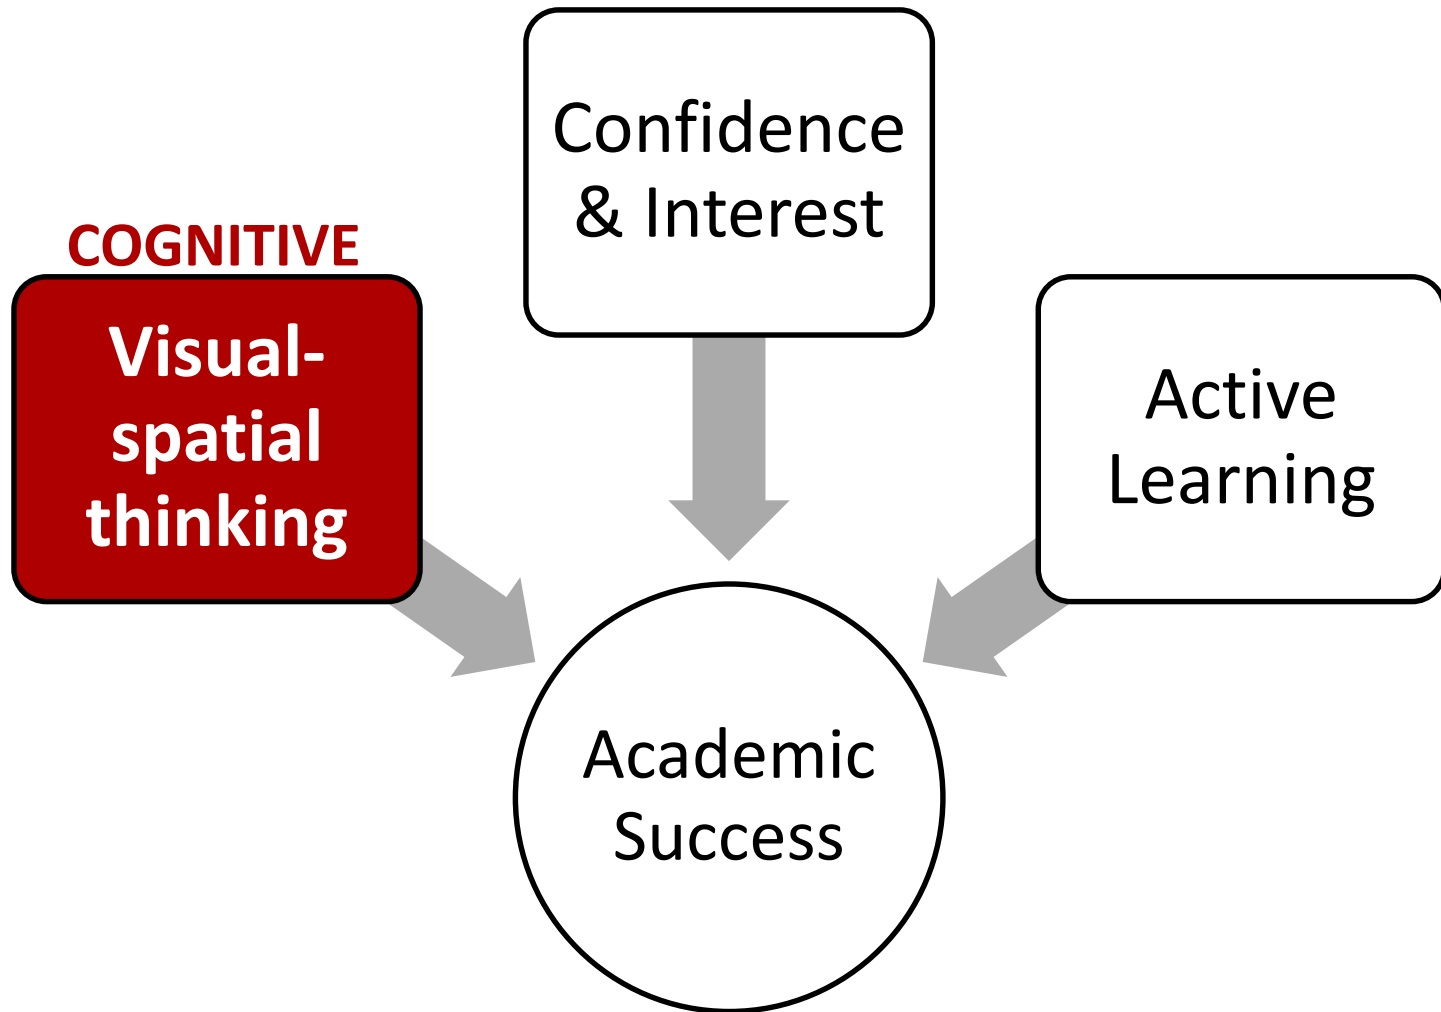 COGNITIVE
Visual-
spatial
thinking
Confidence
& Interest
Active
Learning
Academic
Success